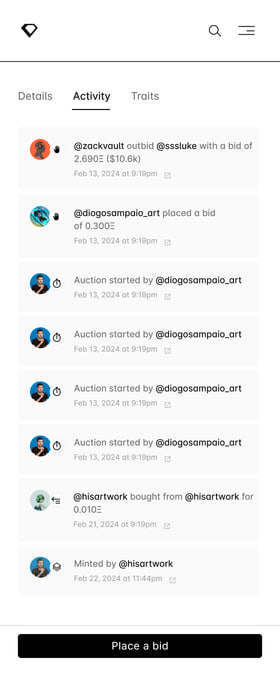 Details Activity Traits
@zackvault outbid @sssluke with a bid of
2.690Ξ ($10.6k)
Feb 13, 2024 at 9:19pm
@diogosampaio_art placed a bid
of 0.300Ξ
Feb 13, 2024 at 9:19pm
Auction started by @diogosampaio_art
Feb 13, 2024 at 9:19pm
Auction started by @diogosampaio_art
Feb 13, 2024 at 9:19pm
Auction started by @diogosampaio_art
Feb 13, 2024 at 9:19pm
Auction started by @diogosampaio_art
Feb 13, 2024 at 9:19pm
@hisartwork bought from @hisartwork for
0.010Ξ
Feb 21, 2024 at 9:19pm
Minted by @hisartwork
Feb 22, 2024 at 11:44pm
Place a bid